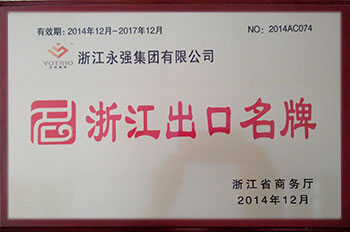 有效期：2014年12月-2017年12月 NO：2014AC074
YOTRIO 浙江永强集团有限公司
浙江出口名牌
浙江省商务厅
2014年12月